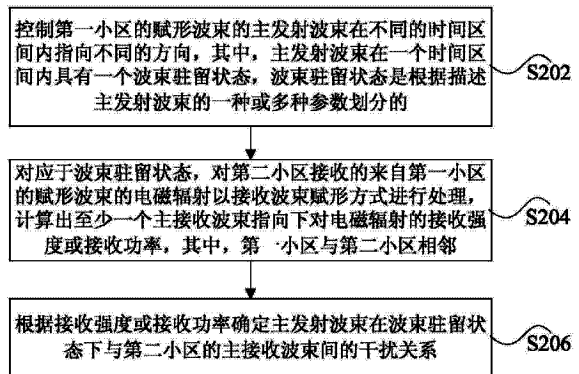 控制第一小区的赋形波束的主发射波束在不同的时间区
间内指向不同的方向，其中，主发射波束在一个时间区
间内具有一个波束驻留状态，波束驻留状态是根据描述
主发射波束的一种或多种参数划分的
S202
对应于波束驻留状态，对第二小区接收的来自第一小区
的赋形波束的电磁辐射以接收波束赋形方式进行处理，
计算出至少一个主接收波束指向下对电磁辐射的接收强
度或接收功率，其中，第一小区与第二小区相邻
S204
根据接收强度或接收功率确定主发射波束在波束驻留状
态下与第二小区的主接收波束间的干扰关系
S206